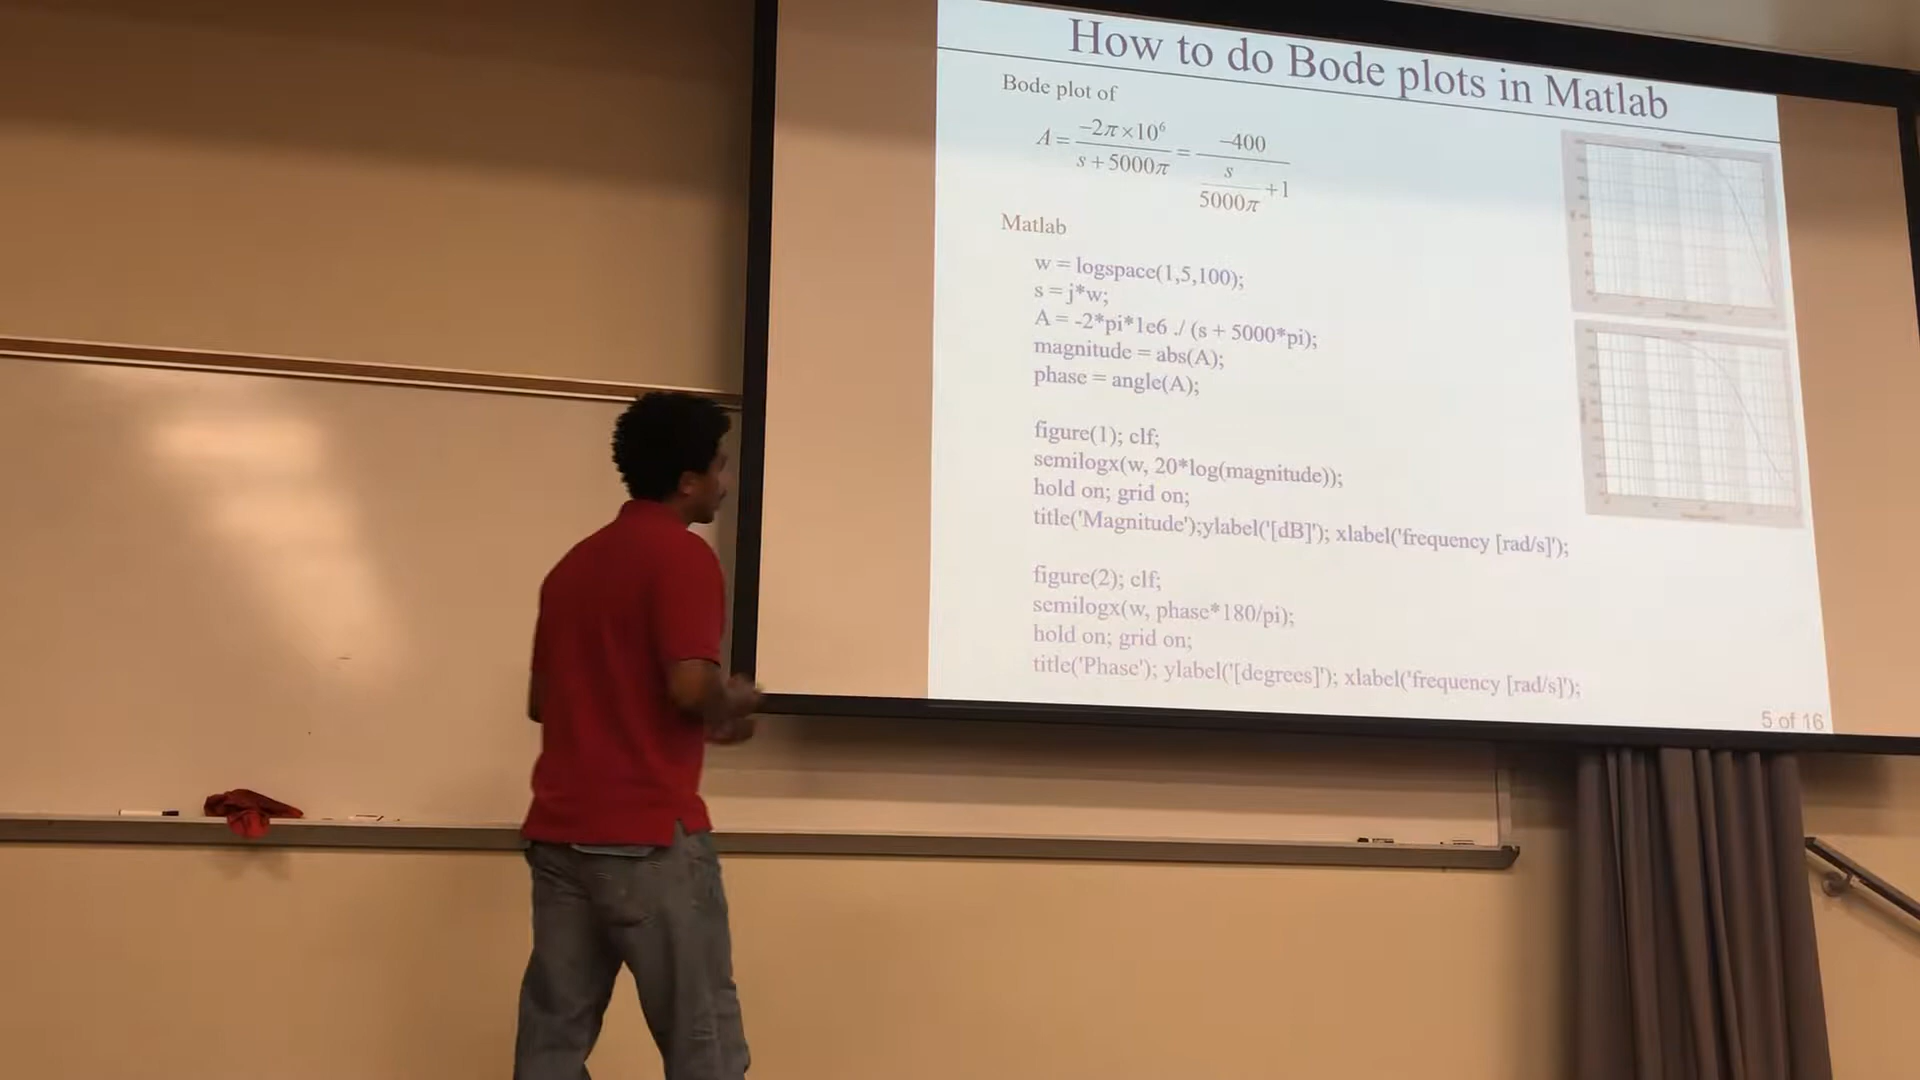 How to do Bode plots in Matlab
Bode plot of
A = −2π×10⁶ / s+5000π = −400 / s/5000π +1
Matlab
w = logspace(1,5,100);
s = j*w;
A = -2*pi*1e6 ./ (s + 5000*pi);
magnitude = abs(A);
phase = angle(A);
figure(1); clf;
semilogx(w, 20*log(magnitude));
hold on; grid on;
title('Magnitude');ylabel('[dB]'); xlabel('frequency [rad/s]');
figure(2); clf;
semilogx(w, phase*180/pi);
hold on; grid on;
title('Phase'); ylabel('[degrees]'); xlabel('frequency [rad/s]');
5 of 16